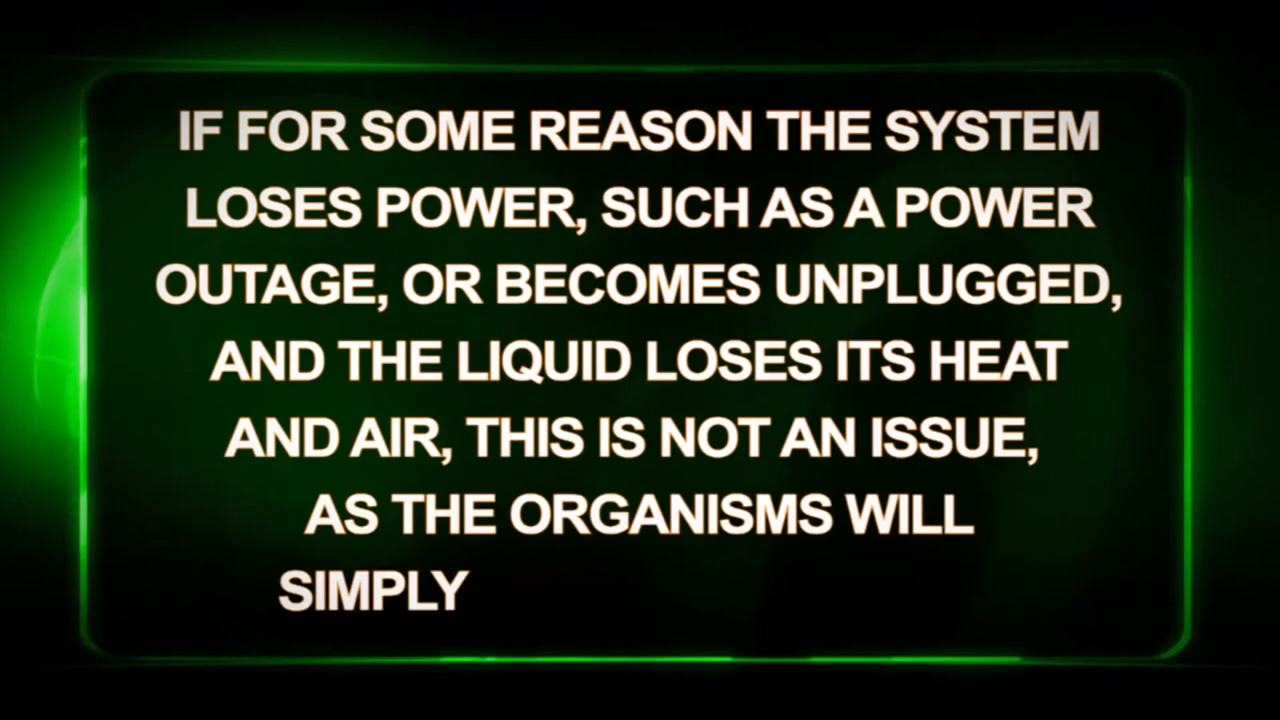 IF FOR SOME REASON THE SYSTEM
LOSES POWER, SUCH AS A POWER
OUTAGE, OR BECOMES UNPLUGGED,
AND THE LIQUID LOSES ITS HEAT
AND AIR, THIS IS NOT AN ISSUE,
AS THE ORGANISMS WILL
SIMPLY